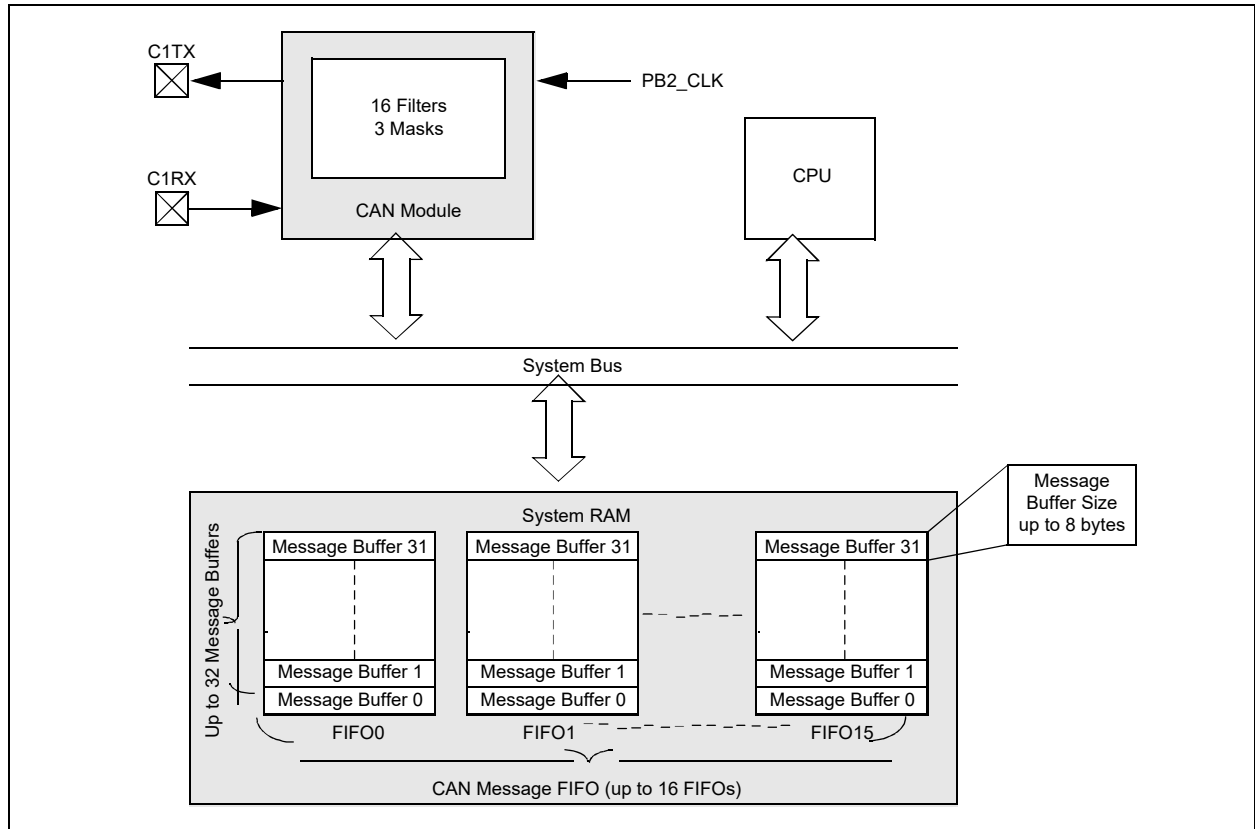 C1TX
PB2_CLK
16 Filters
3 Masks
C1RX
CAN Module
CPU
System Bus
Message
Buffer Size
up to 8 bytes
System RAM
Up to 32 Message Buffers
Message Buffer 31
Message Buffer 31
Message Buffer 31
Message Buffer 1
Message Buffer 1
Message Buffer 1
Message Buffer 0
Message Buffer 0
Message Buffer 0
FIFO0
FIFO1
FIFO15
CAN Message FIFO (up to 16 FIFOs)